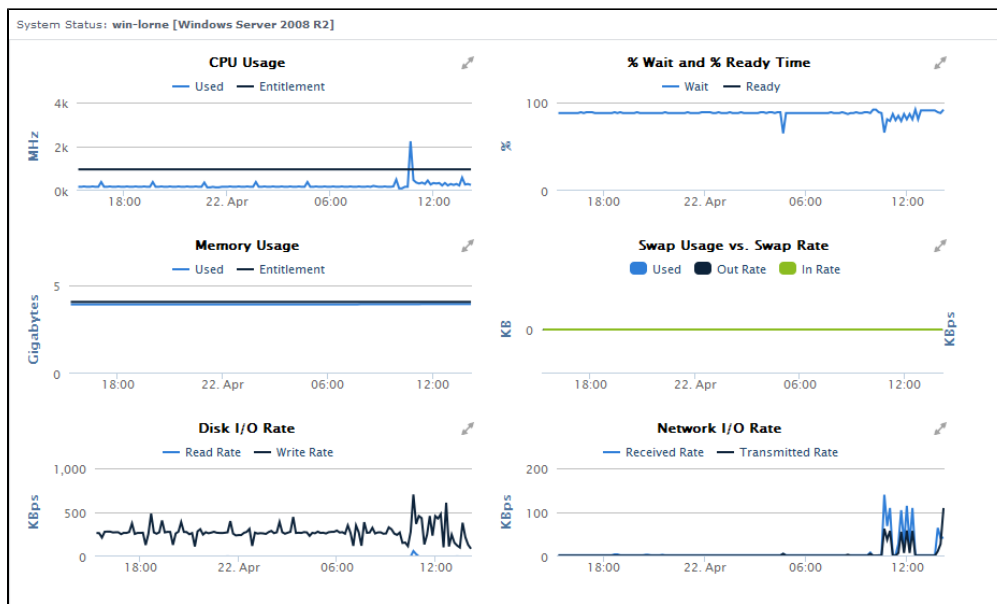 System Status: win-lorne [Windows Server 2008 R2]
CPU Usage
Used Entitlement
4k
2k
0k
MHz
18:00 22. Apr 06:00 12:00
% Wait and % Ready Time
Wait Ready
100
0
%
18:00 22. Apr 06:00 12:00
Memory Usage
Used Entitlement
5
0
Gigabytes
18:00 22. Apr 06:00 12:00
Swap Usage vs. Swap Rate
Used Out Rate In Rate
0
KB
KBps
18:00 22. Apr 06:00 12:00
Disk I/O Rate
Read Rate Write Rate
1,000
500
0
KBps
18:00 22. Apr 06:00 12:00
Network I/O Rate
Received Rate Transmitted Rate
200
100
0
KBps
18:00 22. Apr 06:00 12:00